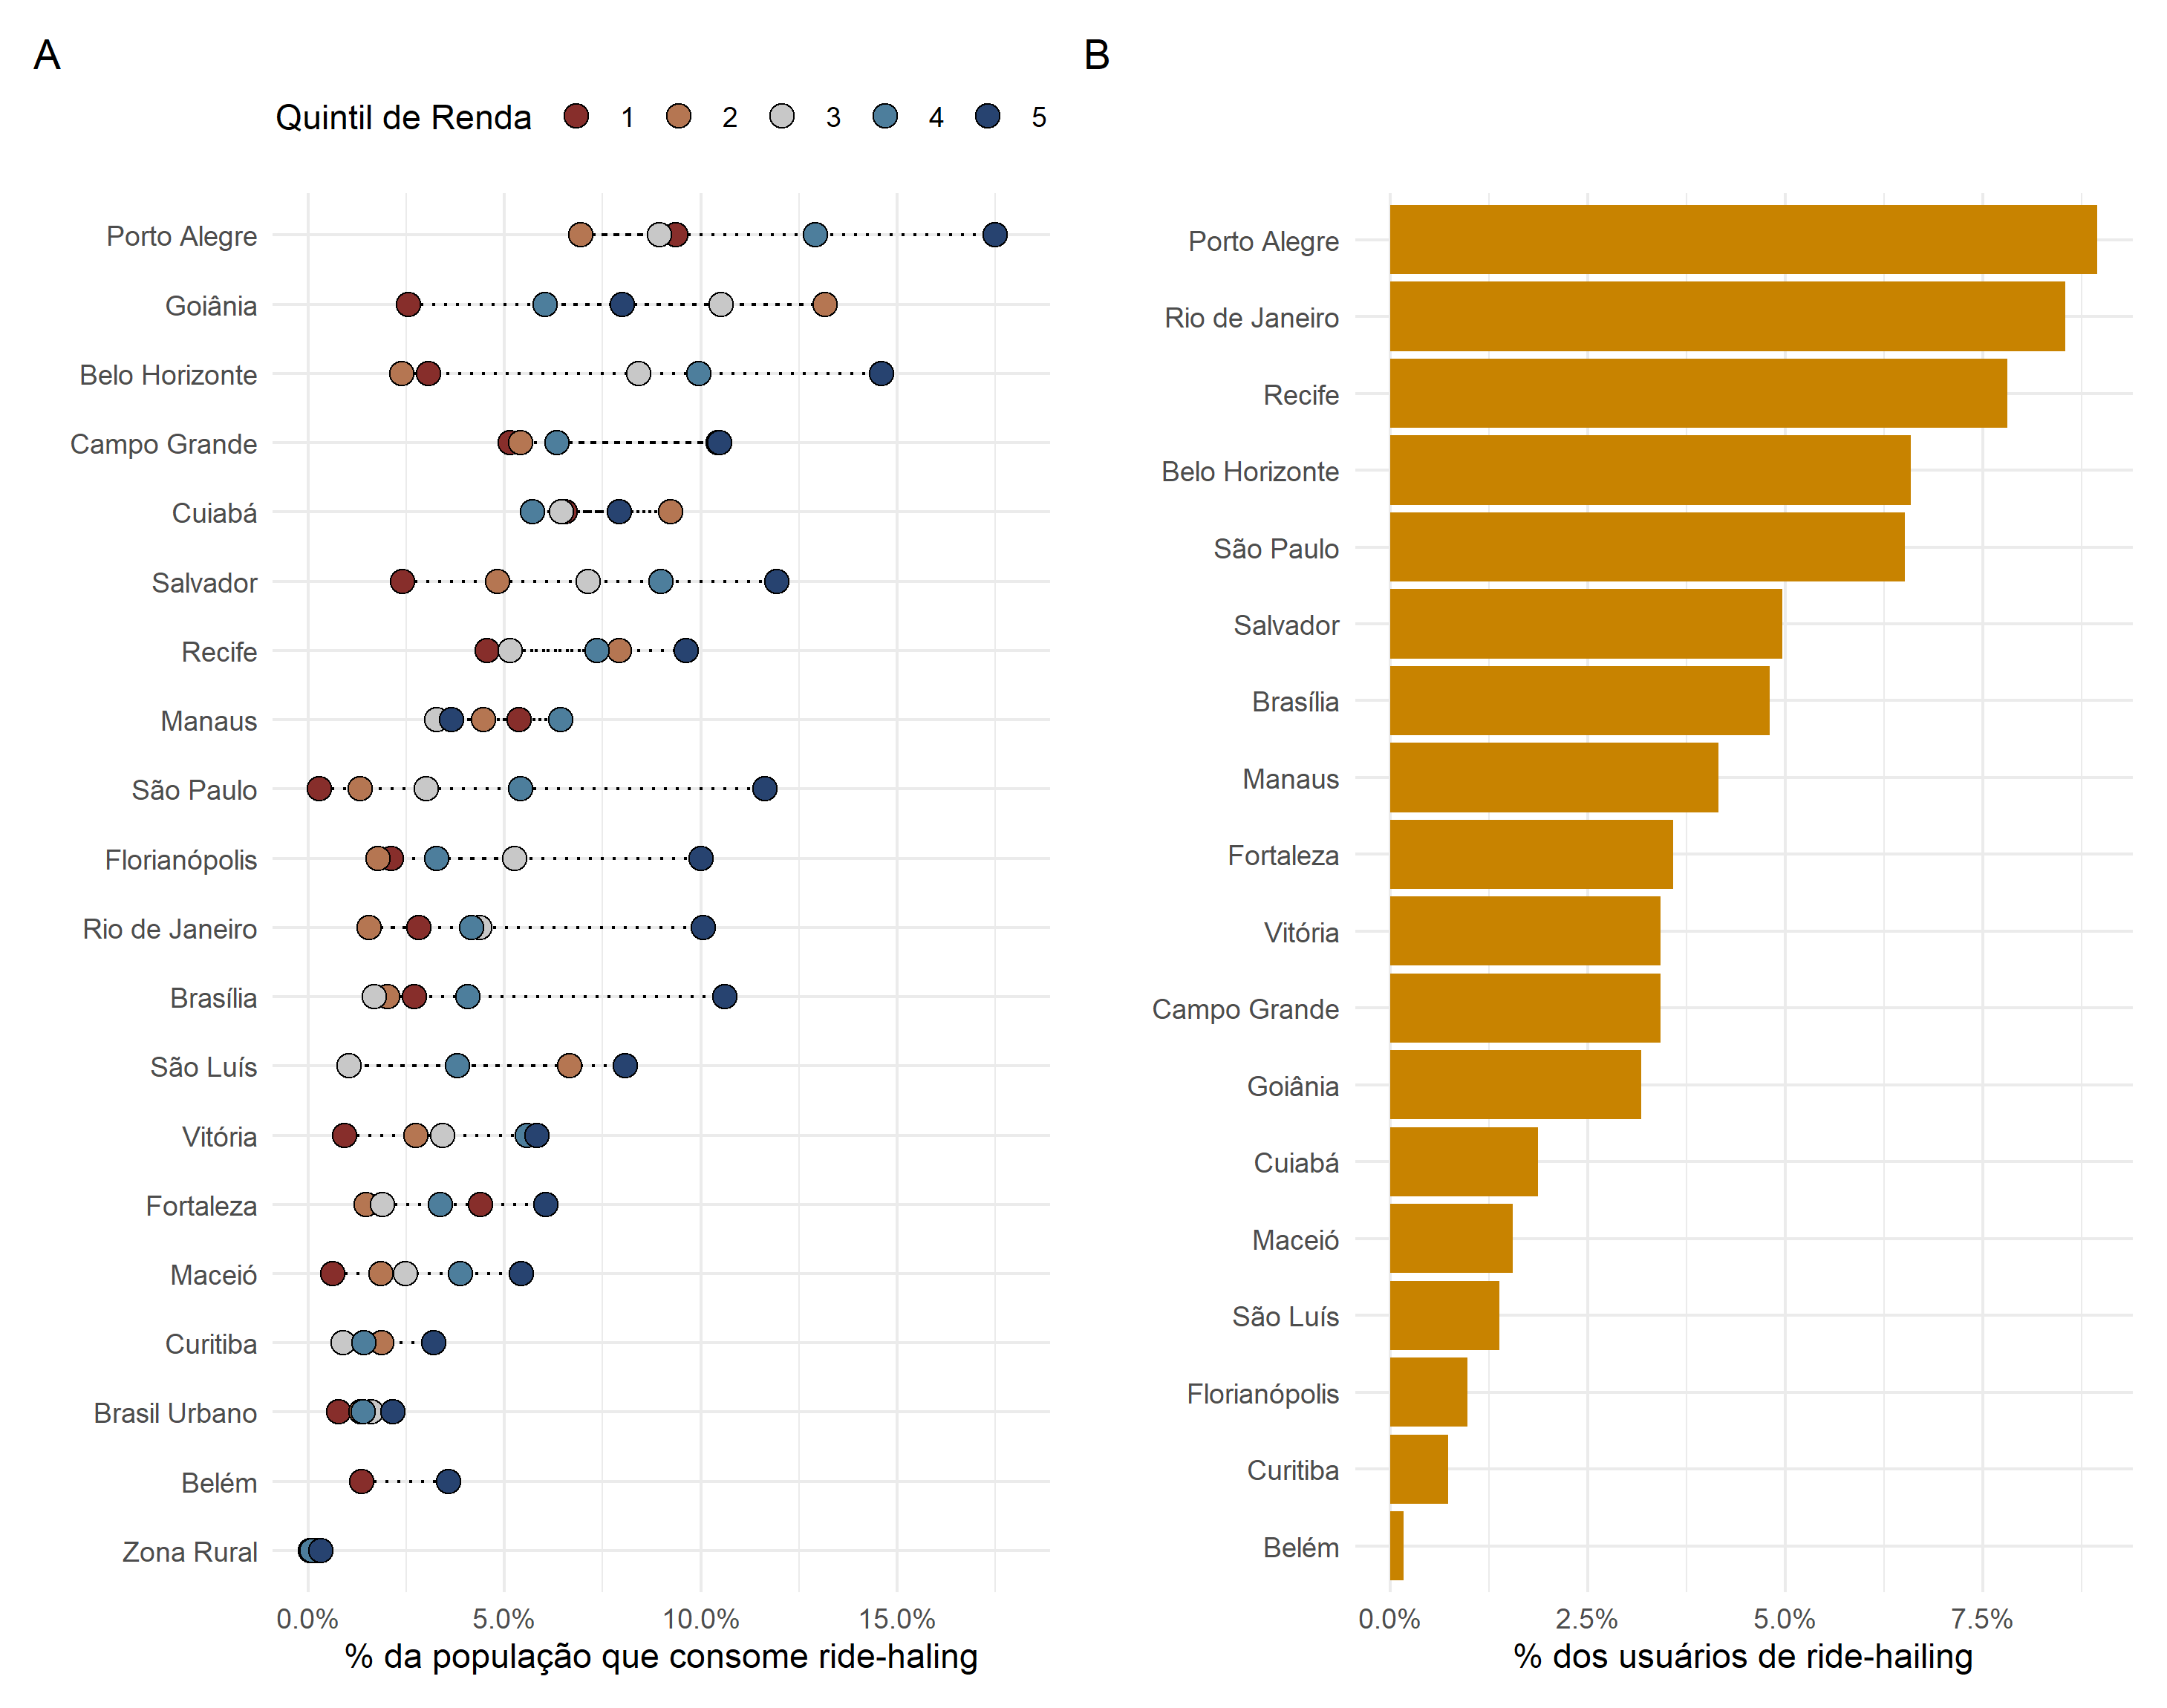 A
Quintil de Renda 1 2 3 4 5
Porto Alegre
Goiânia
Belo Horizonte
Campo Grande
Cuiabá
Salvador
Recife
Manaus
São Paulo
Florianópolis
Rio de Janeiro
Brasília
São Luís
Vitória
Fortaleza
Maceió
Curitiba
Brasil Urbano
Belém
Zona Rural
0.0% 5.0% 10.0% 15.0%
% da população que consome ride-haling
B
Porto Alegre
Rio de Janeiro
Recife
Belo Horizonte
São Paulo
Salvador
Brasília
Manaus
Fortaleza
Vitória
Campo Grande
Goiânia
Cuiabá
Maceió
São Luís
Florianópolis
Curitiba
Belém
0.0% 2.5% 5.0% 7.5%
% dos usuários de ride-hailing